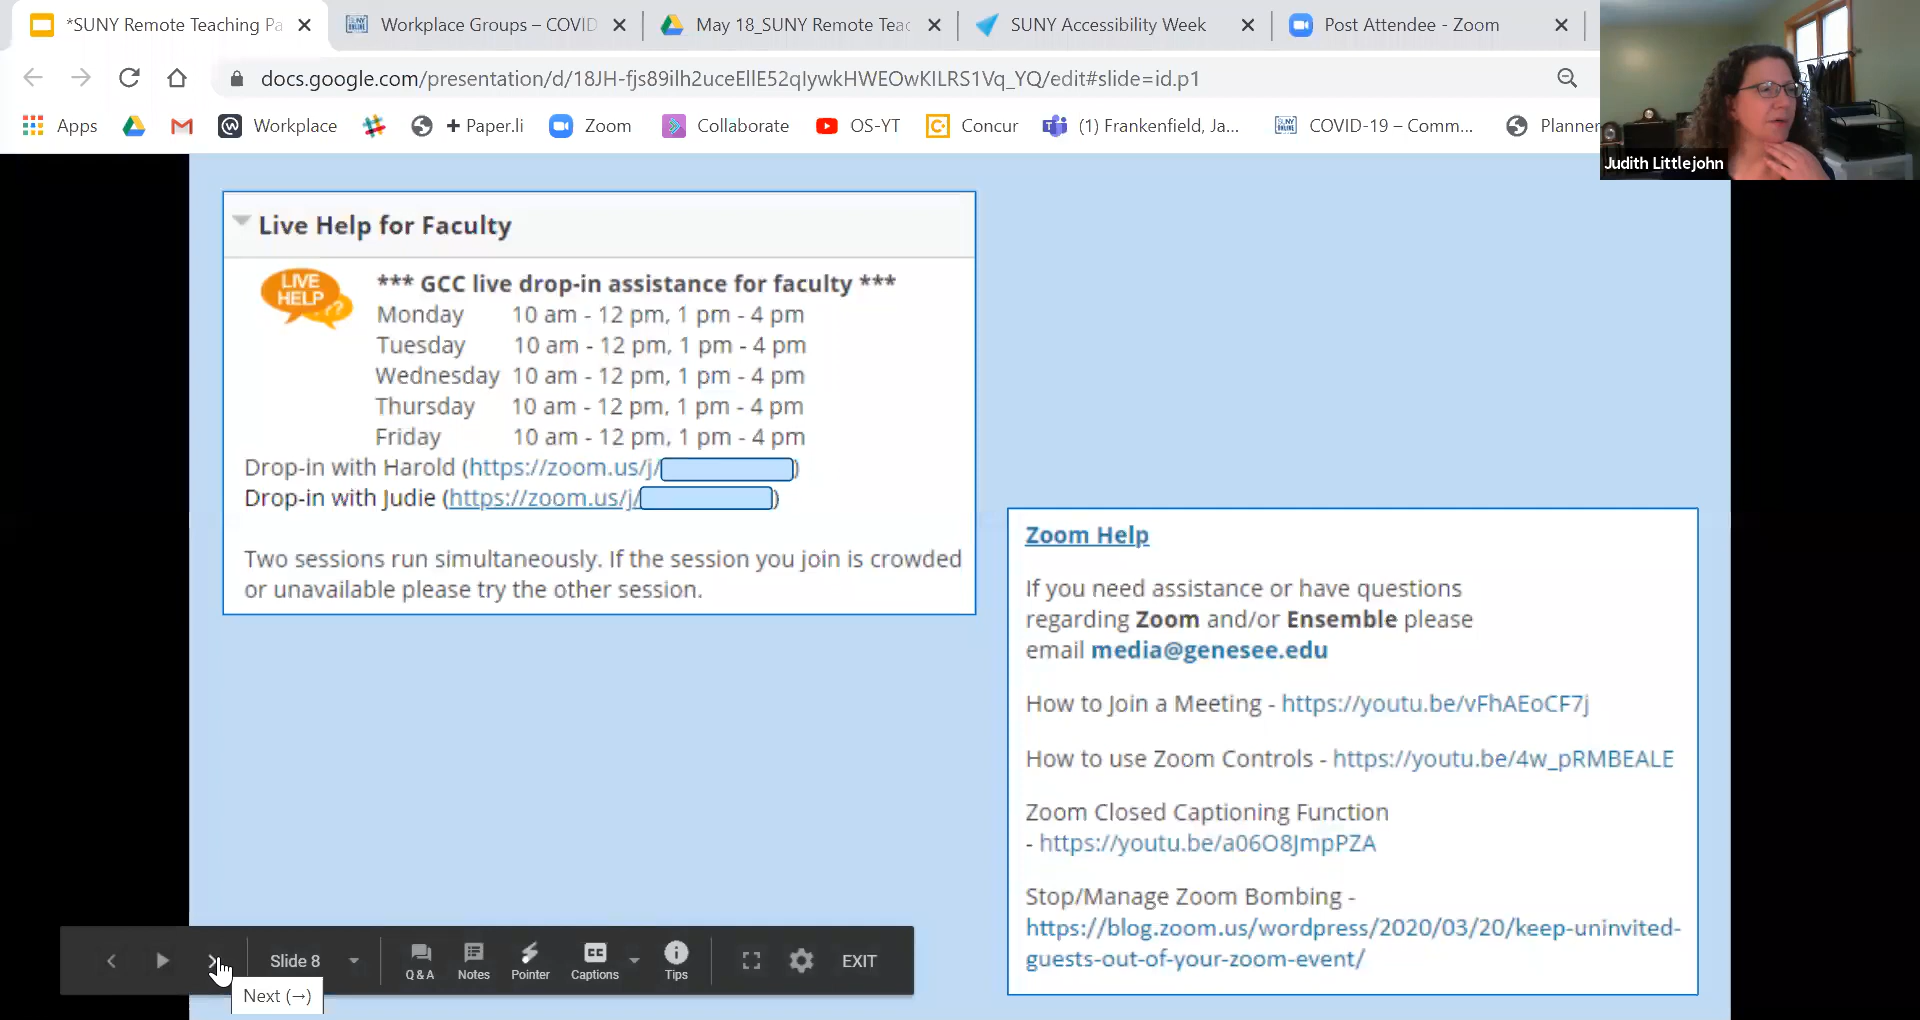 *SUNY Remote Teaching Pa
Workplace Groups – COVID
May 18_SUNY Remote Teac
SUNY Accessibility Week
Post Attendee - Zoom
docs.google.com/presentation/d/18JH-fjs89ilh2uceEllE52qlywkHWEOwKILRS1Vq_YQ/edit#slide=id.p1
Apps
Workplace
+ Paper.li
Zoom
Collaborate
OS-YT
Concur
(1) Frankenfield, Ja...
COVID-19 – Comm...
Planner
Judith Littlejohn
Live Help for Faculty
LIVE
HELP
??
*** GCC live drop-in assistance for faculty ***
Monday 10 am - 12 pm, 1 pm - 4 pm
Tuesday 10 am - 12 pm, 1 pm - 4 pm
Wednesday 10 am - 12 pm, 1 pm - 4 pm
Thursday 10 am - 12 pm, 1 pm - 4 pm
Friday 10 am - 12 pm, 1 pm - 4 pm
Drop-in with Harold (https://zoom.us/j/ )
Drop-in with Judie (https://zoom.us/j/ )
Two sessions run simultaneously. If the session you join is crowded
or unavailable please try the other session.
Zoom Help
If you need assistance or have questions
regarding Zoom and/or Ensemble please
email media@genesee.edu
How to Join a Meeting - https://youtu.be/vFhAEoCF7j
How to use Zoom Controls - https://youtu.be/4w_pRMBEALE
Zoom Closed Captioning Function
- https://youtu.be/a06O8JmpPZA
Stop/Manage Zoom Bombing -
https://blog.zoom.us/wordpress/2020/03/20/keep-uninvited-
guests-out-of-your-zoom-event/
Slide 8
Q & A
Notes
Pointer
CC
Captions
Tips
EXIT
Next (→)